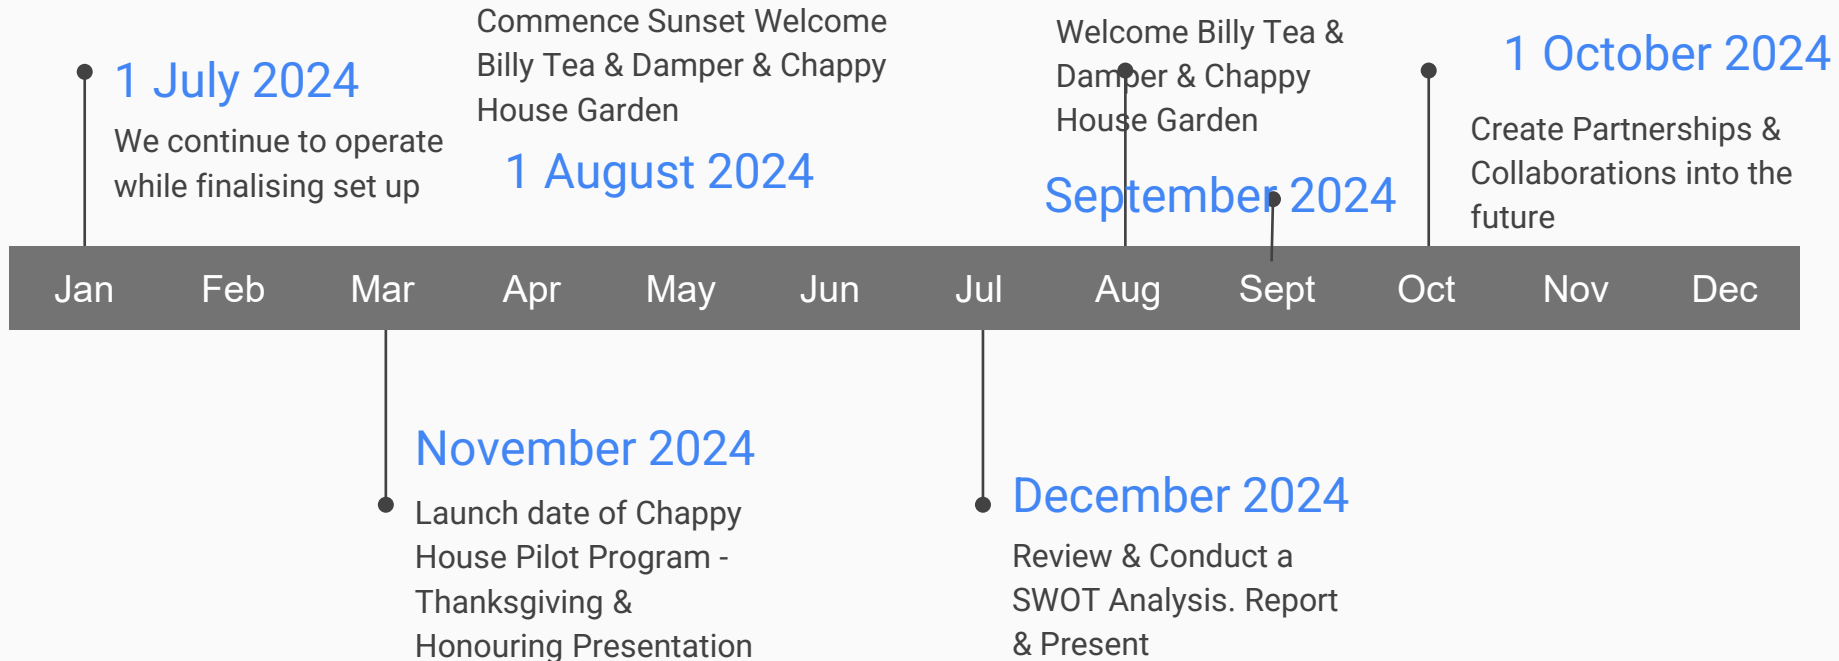 1 July 2024
We continue to operate
while finalising set up
Commence Sunset Welcome
Billy Tea & Damper & Chappy
House Garden
1 August 2024
Welcome Billy Tea &
Damper & Chappy
House Garden
September 2024
1 October 2024
Create Partnerships &
Collaborations into the
future
Jan Feb Mar Apr May Jun Jul Aug Sept Oct Nov Dec
November 2024
Launch date of Chappy
House Pilot Program -
Thanksgiving &
Honouring Presentation
December 2024
Review & Conduct a
SWOT Analysis. Report
& Present